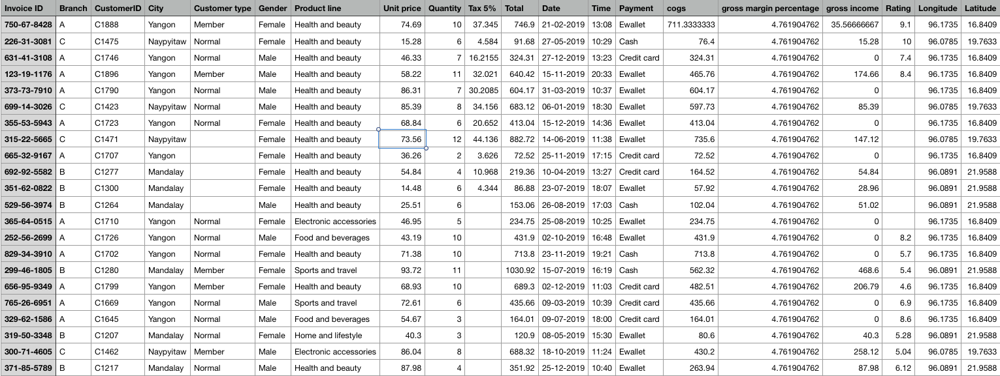 Invoice ID Branch CustomerID City Customer type Gender Product line Unit price Quantity Tax 5% Total Date Time Payment cogs gross margin percentage gross income Rating Longitude Latitude
750-67-8428 A C1888 Yangon Member Female Health and beauty 74.69 10 37.345 746.9 21-02-2019 13:08 Ewallet 711.3333333 4.761904762 35.56666667 9.1 96.1735 16.8409
226-31-3081 C C1475 Naypyitaw Normal Female Health and beauty 15.28 6 4.584 91.68 27-05-2019 10:29 Cash 76.4 4.761904762 15.28 10 96.0785 19.7633
631-41-3108 A C1746 Yangon Normal Male Health and beauty 46.33 7 16.2155 324.31 27-12-2019 13:23 Credit card 324.31 4.761904762 0 7.4 96.1735 16.8409
123-19-1176 A C1896 Yangon Member Male Health and beauty 58.22 11 32.021 640.42 15-11-2019 20:33 Ewallet 465.76 4.761904762 174.66 8.4 96.1735 16.8409
373-73-7910 A C1790 Yangon Normal Male Health and beauty 86.31 7 30.2085 604.17 31-03-2019 10:37 Ewallet 604.17 4.761904762 0 96.1735 16.8409
699-14-3026 C C1423 Naypyitaw Normal Male Health and beauty 85.39 8 34.156 683.12 06-01-2019 18:30 Ewallet 597.73 4.761904762 85.39 96.0785 19.7633
355-53-5943 A C1723 Yangon Normal Female Health and beauty 68.84 6 20.652 413.04 15-12-2019 14:36 Ewallet 413.04 4.761904762 0 96.1735 16.8409
315-22-5665 C C1471 Naypyitaw Female Health and beauty 73.56 12 44.136 882.72 14-06-2019 11:38 Ewallet 735.6 4.761904762 147.12 96.0785 19.7633
665-32-9167 A C1707 Yangon Female Health and beauty 36.26 2 3.626 72.52 25-11-2019 17:15 Credit card 72.52 4.761904762 0 96.1735 16.8409
692-92-5582 B C1277 Mandalay Female Health and beauty 54.84 4 10.968 219.36 10-04-2019 13:27 Credit card 164.52 4.761904762 54.84 96.0891 21.9588
351-62-0822 B C1300 Mandalay Female Health and beauty 14.48 6 4.344 86.88 23-07-2019 18:07 Ewallet 57.92 4.761904762 28.96 96.0891 21.9588
529-56-3974 B C1264 Mandalay Male Health and beauty 25.51 6 153.06 26-08-2019 17:03 Cash 102.04 4.761904762 51.02 96.0891 21.9588
365-64-0515 A C1710 Yangon Normal Female Electronic accessories 46.95 5 234.75 25-08-2019 10:25 Ewallet 234.75 4.761904762 0 96.1735 16.8409
252-56-2699 A C1726 Yangon Normal Male Food and beverages 43.19 10 431.9 02-10-2019 16:48 Ewallet 431.9 4.761904762 0 8.2 96.1735 16.8409
829-34-3910 A C1702 Yangon Normal Female Health and beauty 71.38 10 713.8 23-11-2019 19:21 Cash 713.8 4.761904762 0 5.7 96.1735 16.8409
299-46-1805 B C1280 Mandalay Member Female Sports and travel 93.72 11 1030.92 15-07-2019 16:19 Cash 562.32 4.761904762 468.6 5.4 96.0891 21.9588
656-95-9349 A C1799 Yangon Member Female Health and beauty 68.93 10 689.3 02-12-2019 11:03 Credit card 482.51 4.761904762 206.79 4.6 96.1735 16.8409
765-26-6951 A C1669 Yangon Normal Male Sports and travel 72.61 6 435.66 09-03-2019 10:39 Credit card 435.66 4.761904762 0 6.9 96.1735 16.8409
329-62-1586 A C1645 Yangon Normal Male Food and beverages 54.67 3 164.01 09-07-2019 18:00 Credit card 164.01 4.761904762 0 8.6 96.1735 16.8409
319-50-3348 B C1207 Mandalay Normal Female Home and lifestyle 40.3 3 120.9 08-05-2019 15:30 Ewallet 80.6 4.761904762 40.3 5.28 96.0891 21.9588
300-71-4605 C C1462 Naypyitaw Member Male Electronic accessories 86.04 8 688.32 18-10-2019 11:24 Ewallet 430.2 4.761904762 258.12 5.04 96.0785 19.7633
371-85-5789 B C1217 Mandalay Normal Male Health and beauty 87.98 4 351.92 25-12-2019 10:40 Ewallet 263.94 4.761904762 87.98 6.12 96.0891 21.9588